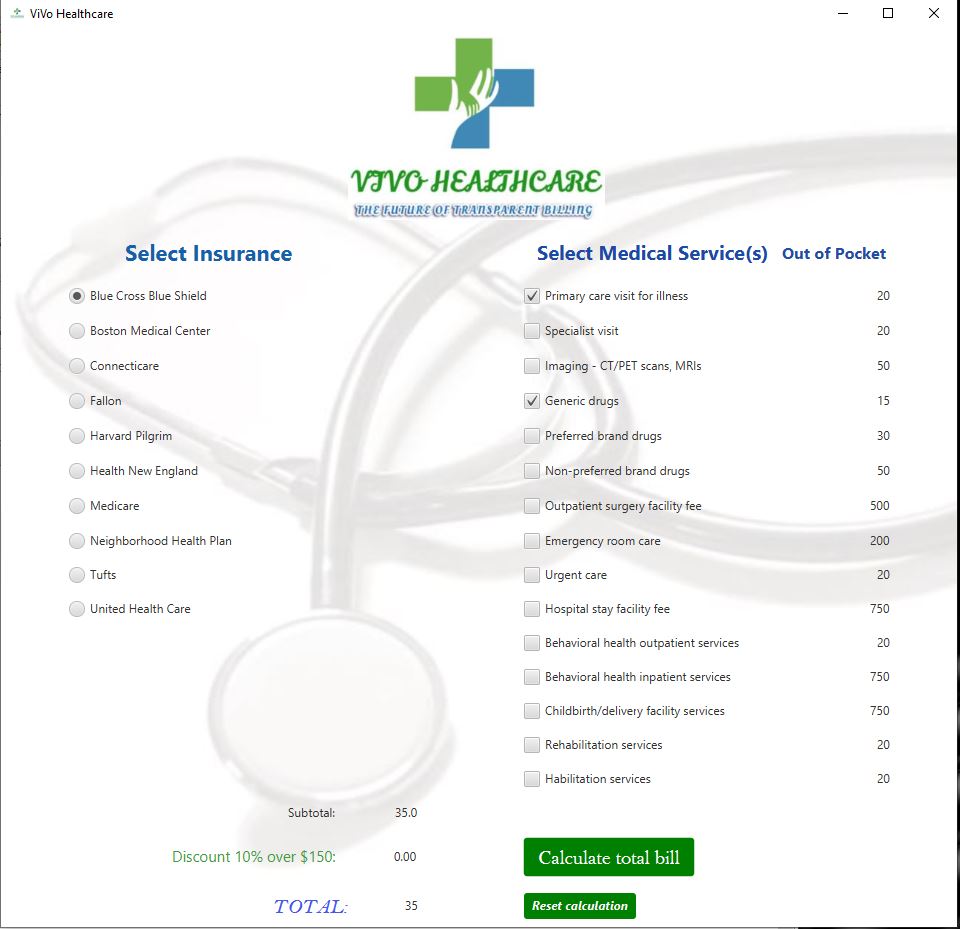 ViVo Healthcare
VIVO HEALTHCARE
THE FUTURE OF TRANSPARENT BILLING
Select Insurance
Select Medical Service(s) Out of Pocket
Blue Cross Blue Shield
Primary care visit for illness 20
Boston Medical Center
Specialist visit 20
Connecticare
Imaging - CT/PET scans, MRIs 50
Fallon
Generic drugs 15
Harvard Pilgrim
Preferred brand drugs 30
Health New England
Non-preferred brand drugs 50
Medicare
Outpatient surgery facility fee 500
Neighborhood Health Plan
Emergency room care 200
Tufts
Urgent care 20
United Health Care
Hospital stay facility fee 750
Behavioral health outpatient services 20
Behavioral health inpatient services 750
Childbirth/delivery facility services 750
Rehabilitation services 20
Habilitation services 20
Subtotal: 35.0
Discount 10% over $150: 0.00
Calculate total bill
TOTAL: 35
Reset calculation